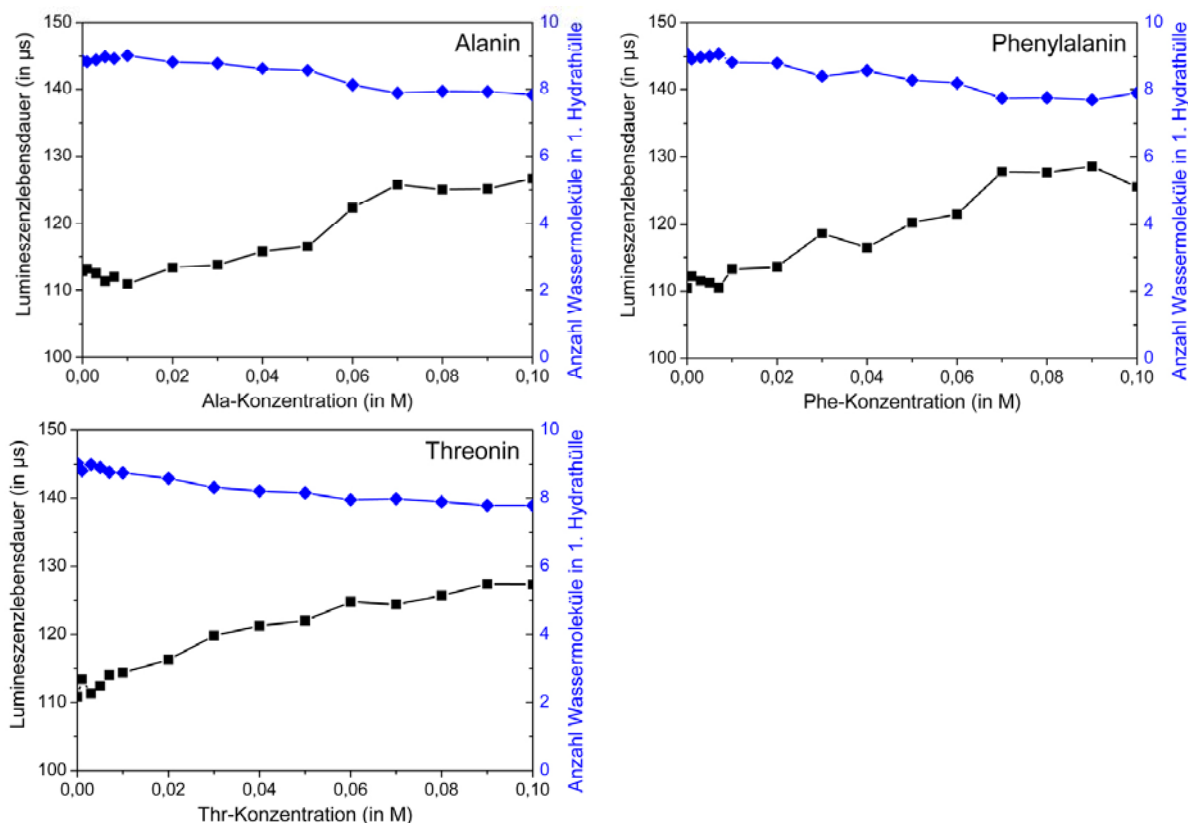 Alanin
Lumineszenzlebensdauer (in µs)
150
140
130
120
110
100
0,00 0,02 0,04 0,06 0,08 0,10
Ala-Konzentration (in M)
10
8
6
4
2
0
Anzahl Wassermoleküle in 1. Hydrathülle
Phenylalanin
Lumineszenzlebensdauer (in µs)
150
140
130
120
110
100
0,00 0,02 0,04 0,06 0,08 0,10
Phe-Konzentration (in M)
10
8
6
4
2
0
Anzahl Wassermoleküle in 1. Hydrathülle
Threonin
Lumineszenzlebensdauer (in µs)
150
140
130
120
110
100
0,00 0,02 0,04 0,06 0,08 0,10
Thr-Konzentration (in M)
10
8
6
4
2
0
Anzahl Wassermoleküle in 1. Hydrathülle